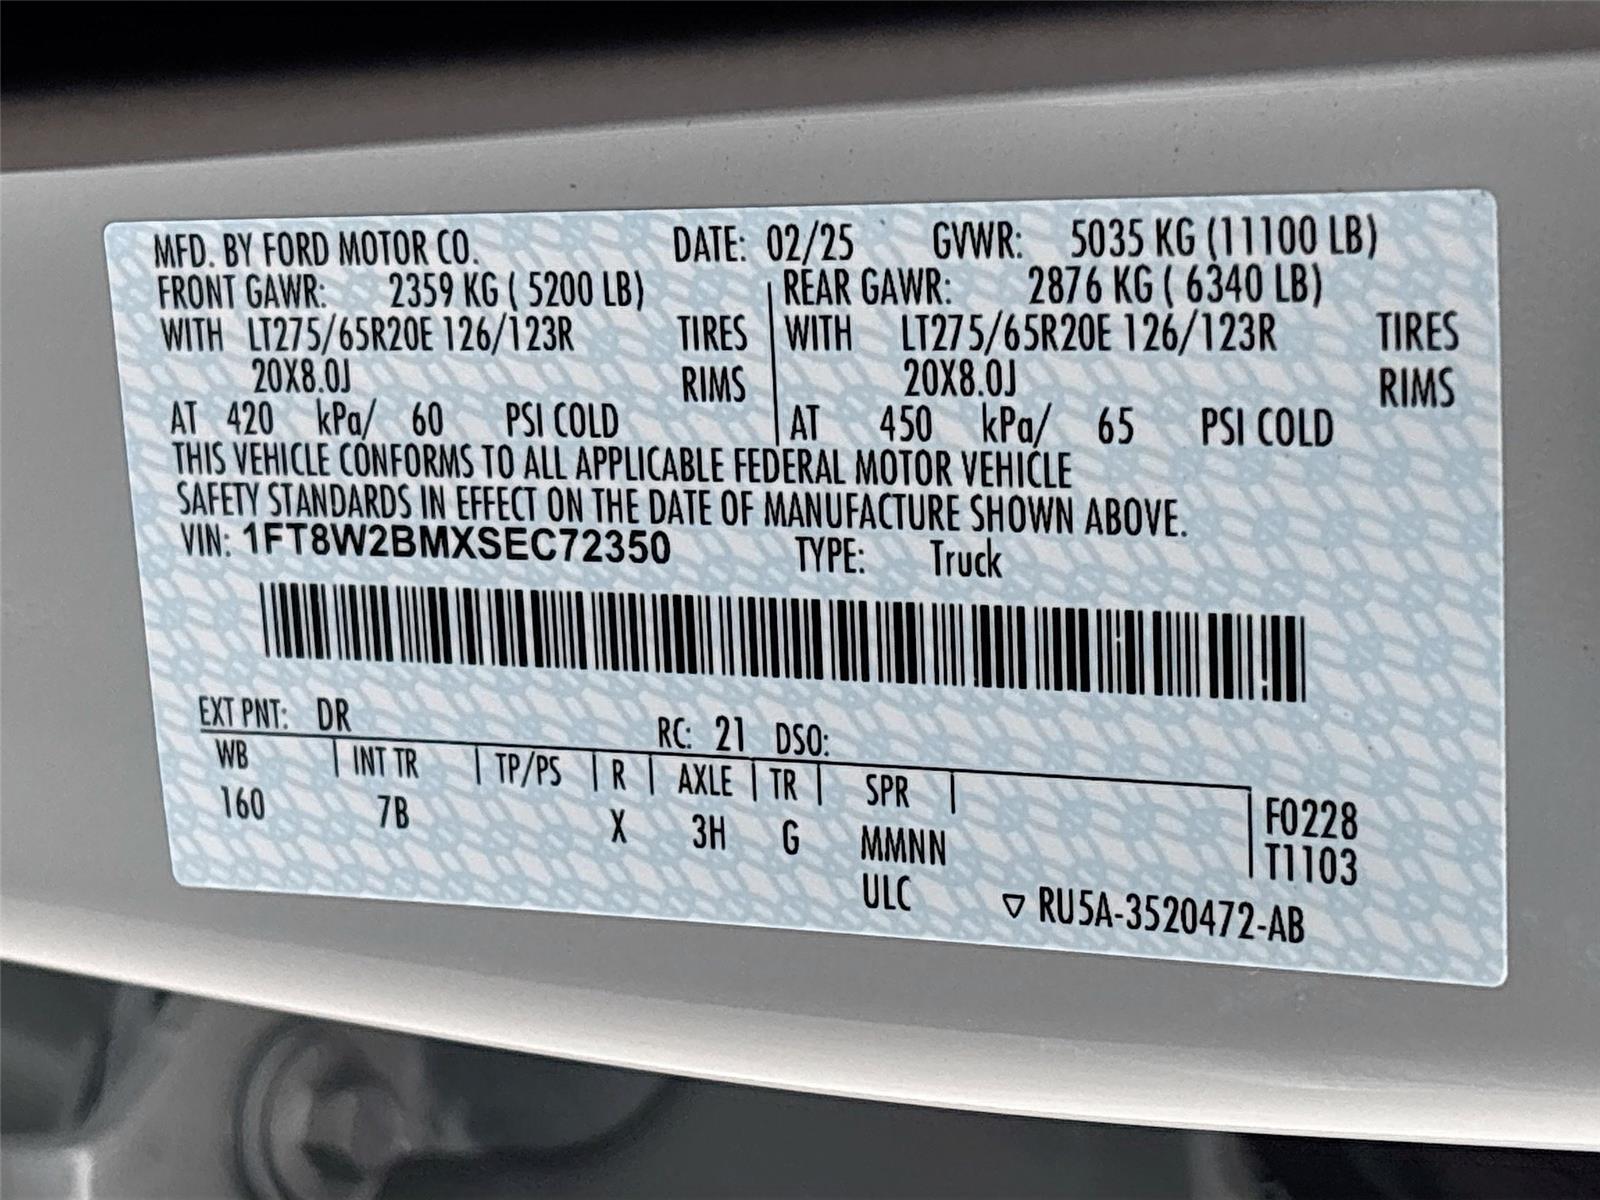 MFD. BY FORD MOTOR CO. DATE: 02/25 GVWR: 5035 KG (11100 LB)
FRONT GAWR: 2359 KG ( 5200 LB) REAR GAWR: 2876 KG ( 6340 LB)
WITH LT275/65R20E 126/123R TIRES WITH LT275/65R20E 126/123R TIRES
20X8.0J RIMS 20X8.0J RIMS
AT 420 kPa/ 60 PSI COLD AT 450 kPa/ 65 PSI COLD
THIS VEHICLE CONFORMS TO ALL APPLICABLE FEDERAL MOTOR VEHICLE
SAFETY STANDARDS IN EFFECT ON THE DATE OF MANUFACTURE SHOWN ABOVE.
VIN: 1FT8W2BMXSEC72350 TYPE: Truck
EXT PNT: DR RC: 21 DSO:
WB INT TR TP/PS R AXLE TR SPR
160 7B X 3H G MMNN F0228
ULC T1103
▽ RU5A-3520472-AB